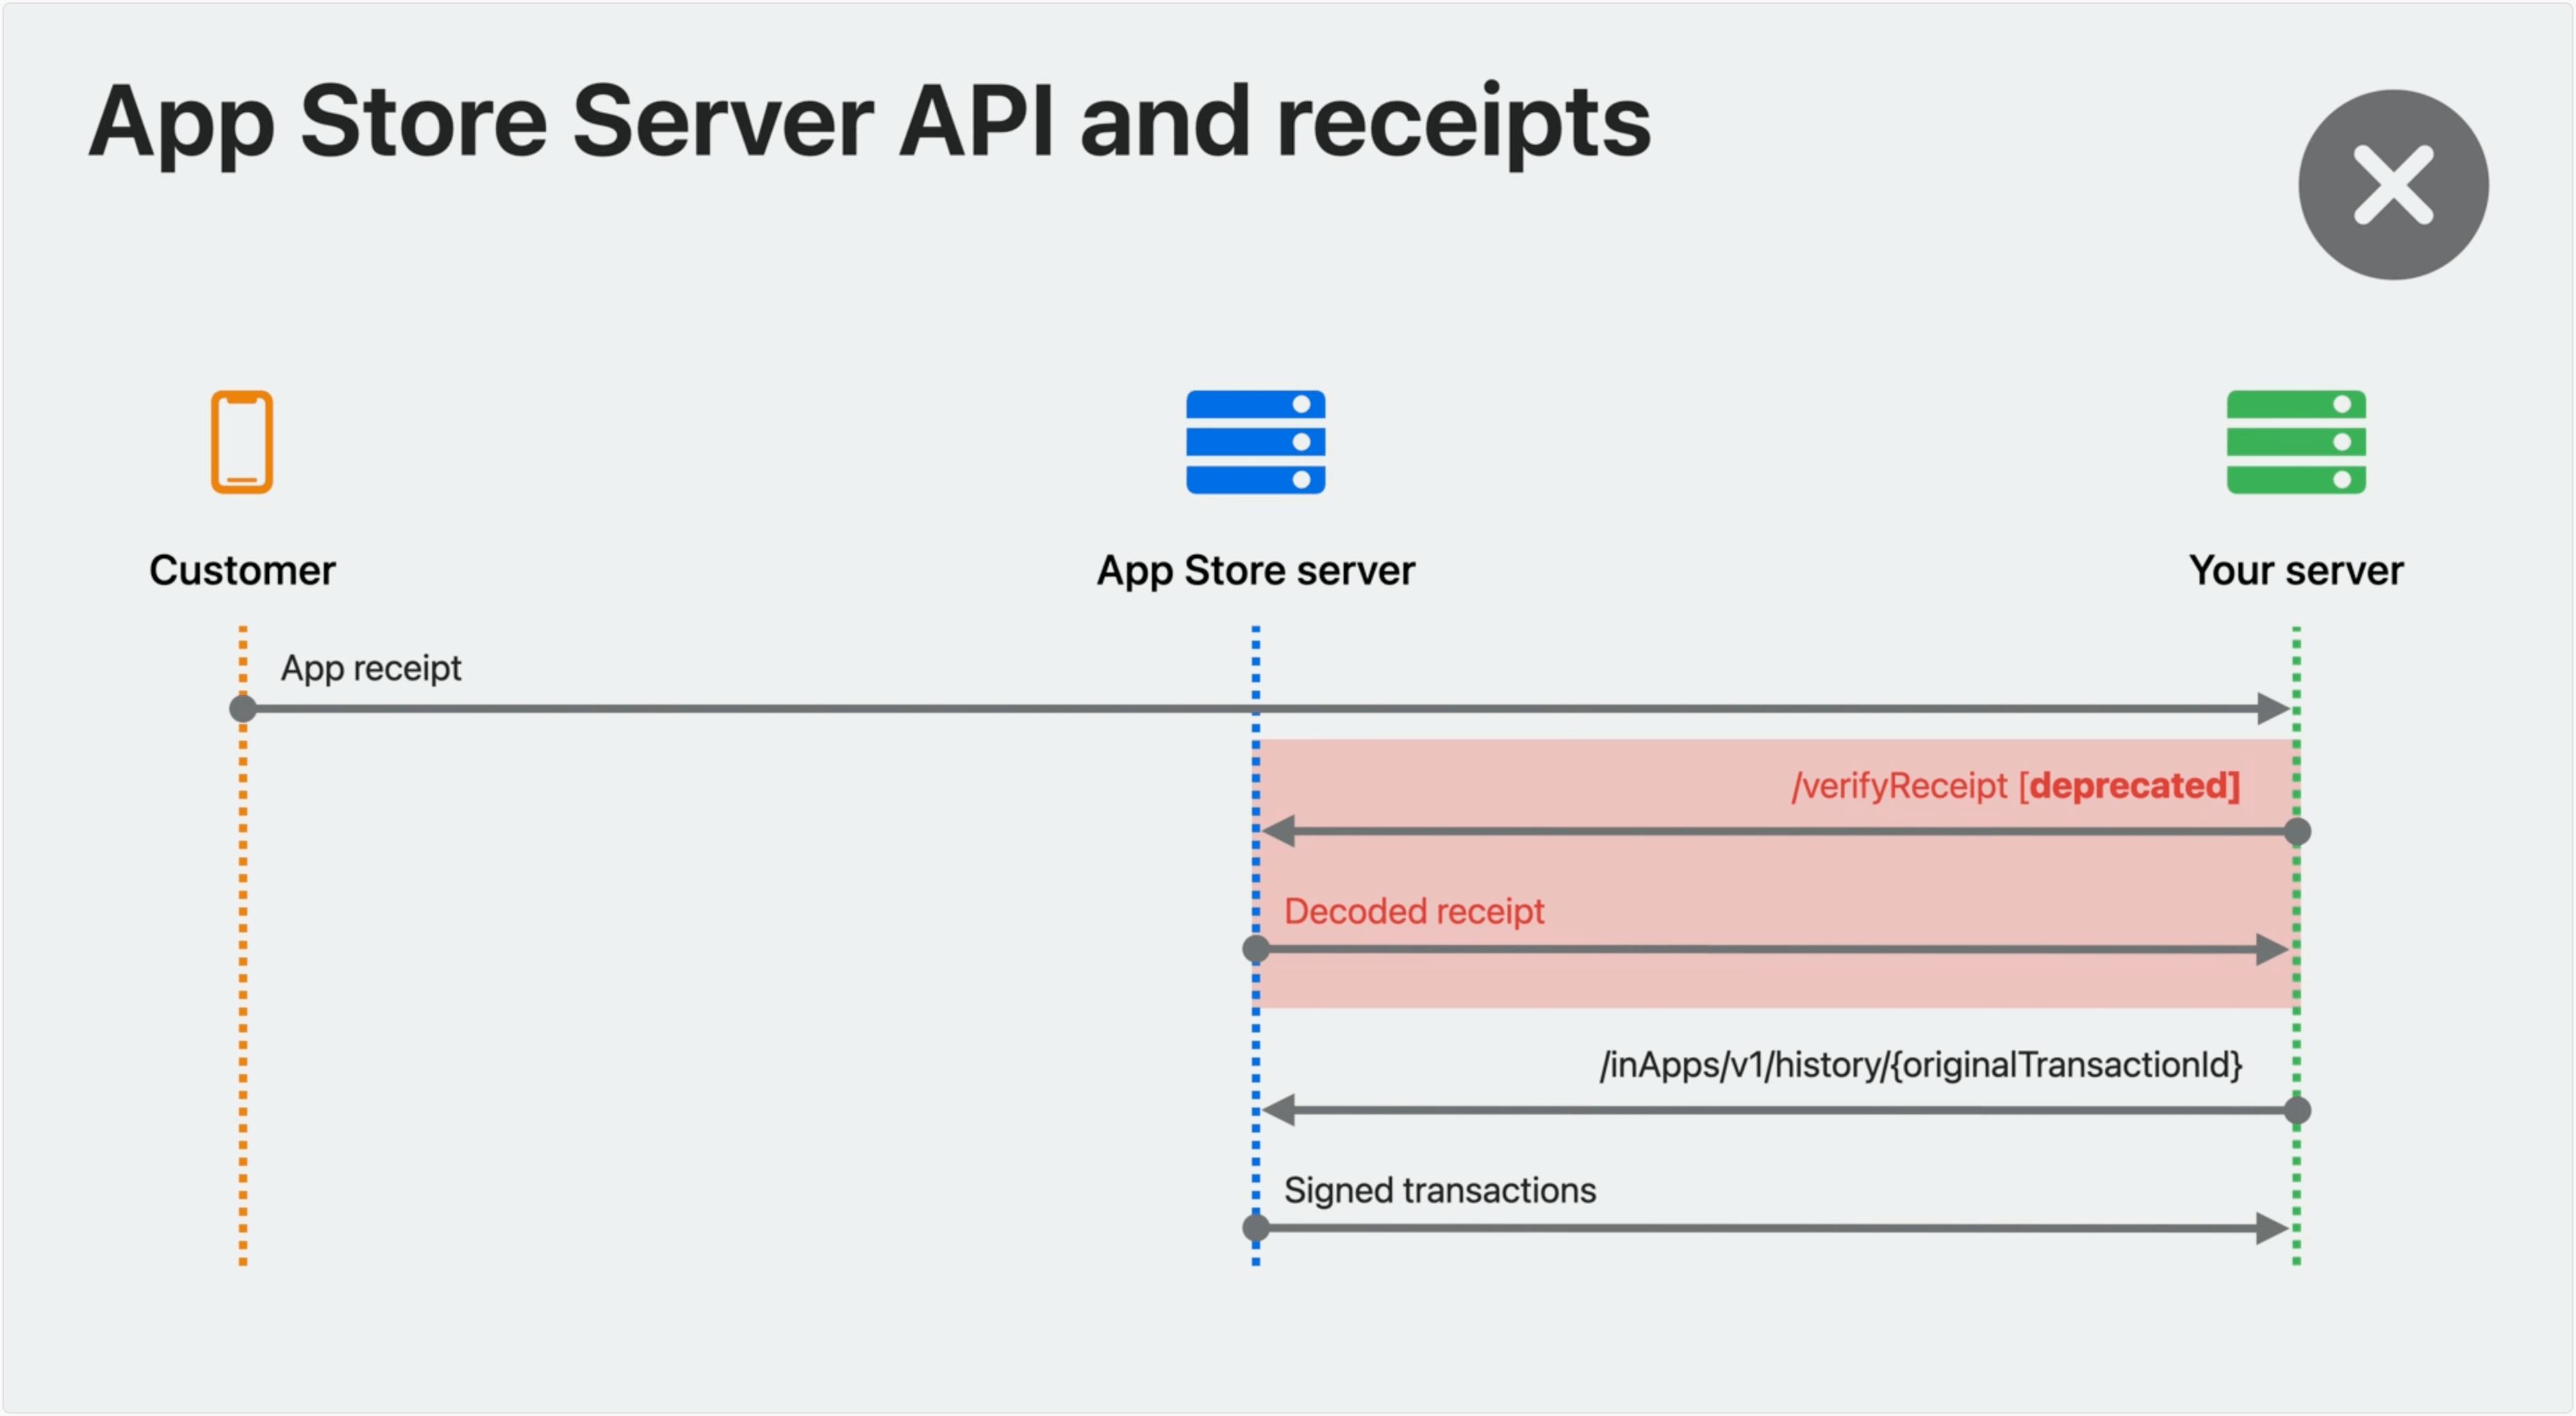 App Store Server API and receipts
Customer
App Store server
Your server
App receipt
/verifyReceipt [deprecated]
Decoded receipt
/inApps/v1/history/{originalTransactionId}
Signed transactions